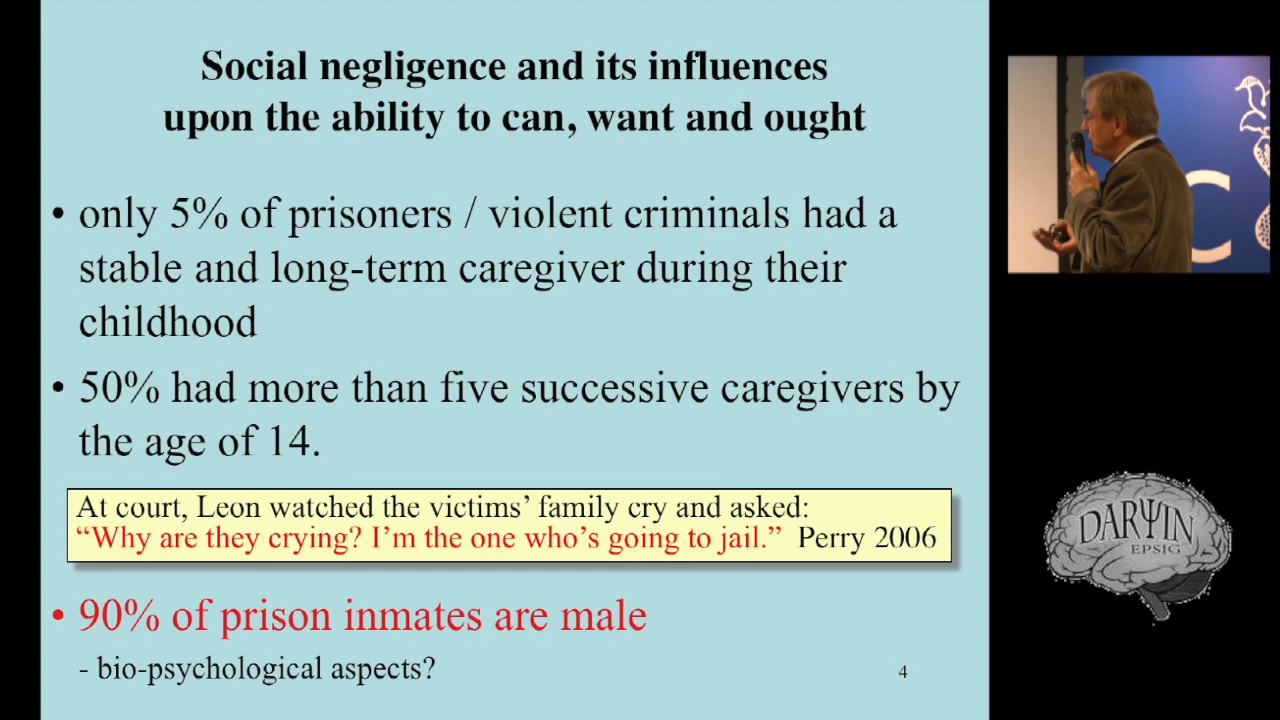 Social negligence and its influences
upon the ability to can, want and ought
• only 5% of prisoners / violent criminals had a
stable and long-term caregiver during their
childhood
• 50% had more than five successive caregivers by
the age of 14.
At court, Leon watched the victims’ family cry and asked:
“Why are they crying? I’m the one who’s going to jail.” Perry 2006
• 90% of prison inmates are male
- bio-psychological aspects?
4
C
DARΨIN
EPSIG